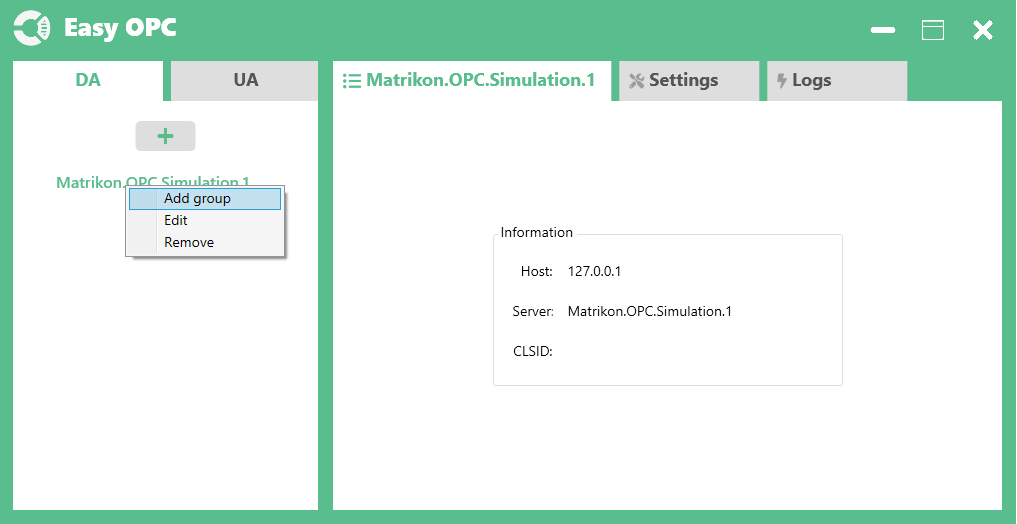 Easy OPC
DA
UA
Matrikon.OPC.Simulation.1
Settings
Logs
Matrikon.OPC.Simulation.1
Add group
Edit
Remove
Information
Host: 127.0.0.1
Server: Matrikon.OPC.Simulation.1
CLSID: